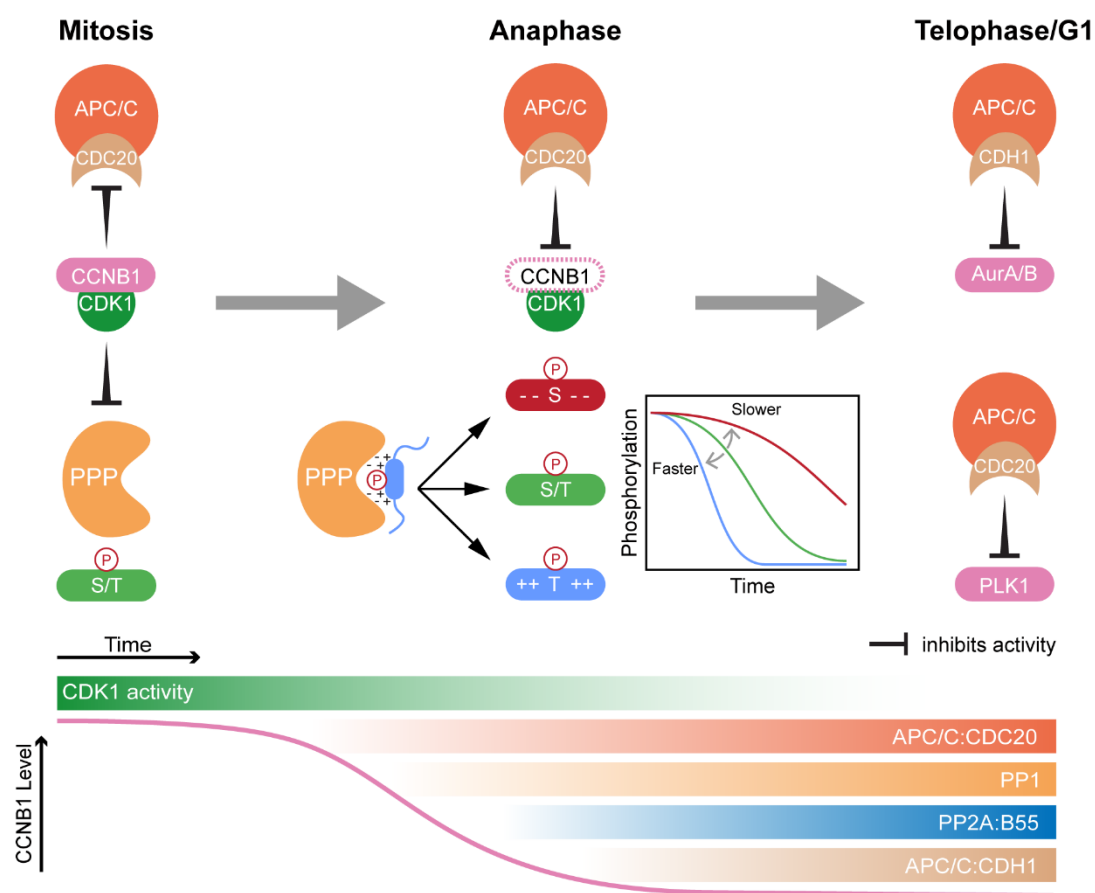 Mitosis
Anaphase
Telophase/G1
APC/C
CDC20
APC/C
CDC20
APC/C
CDH1
CCNB1
CDK1
CCNB1
CDK1
AurA/B
PPP
P
S/T
PPP
- +
- +
P
- +
- +
P
- - S - -
P
S/T
P
++ T ++
Phosphorylation
Slower
Faster
Time
APC/C
CDC20
PLK1
Time
inhibits activity
CDK1 activity
CCNB1 Level
APC/C:CDC20
PP1
PP2A:B55
APC/C:CDH1